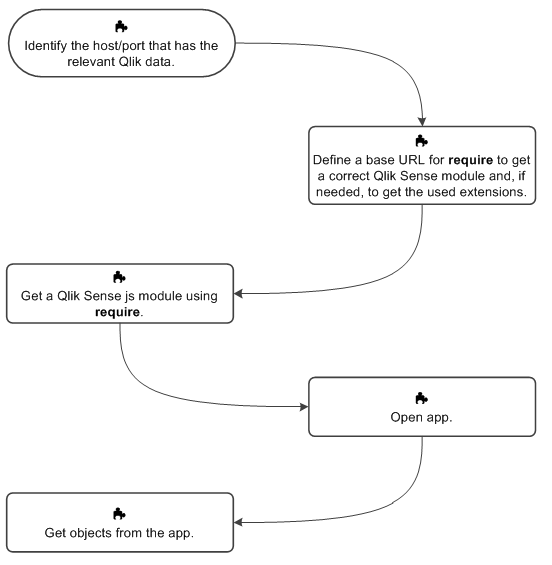 Identify the host/port that has the
relevant Qlik data.
Define a base URL for require to get
a correct Qlik Sense module and, if
needed, to get the used extensions.
Get a Qlik Sense js module using
require.
Open app.
Get objects from the app.